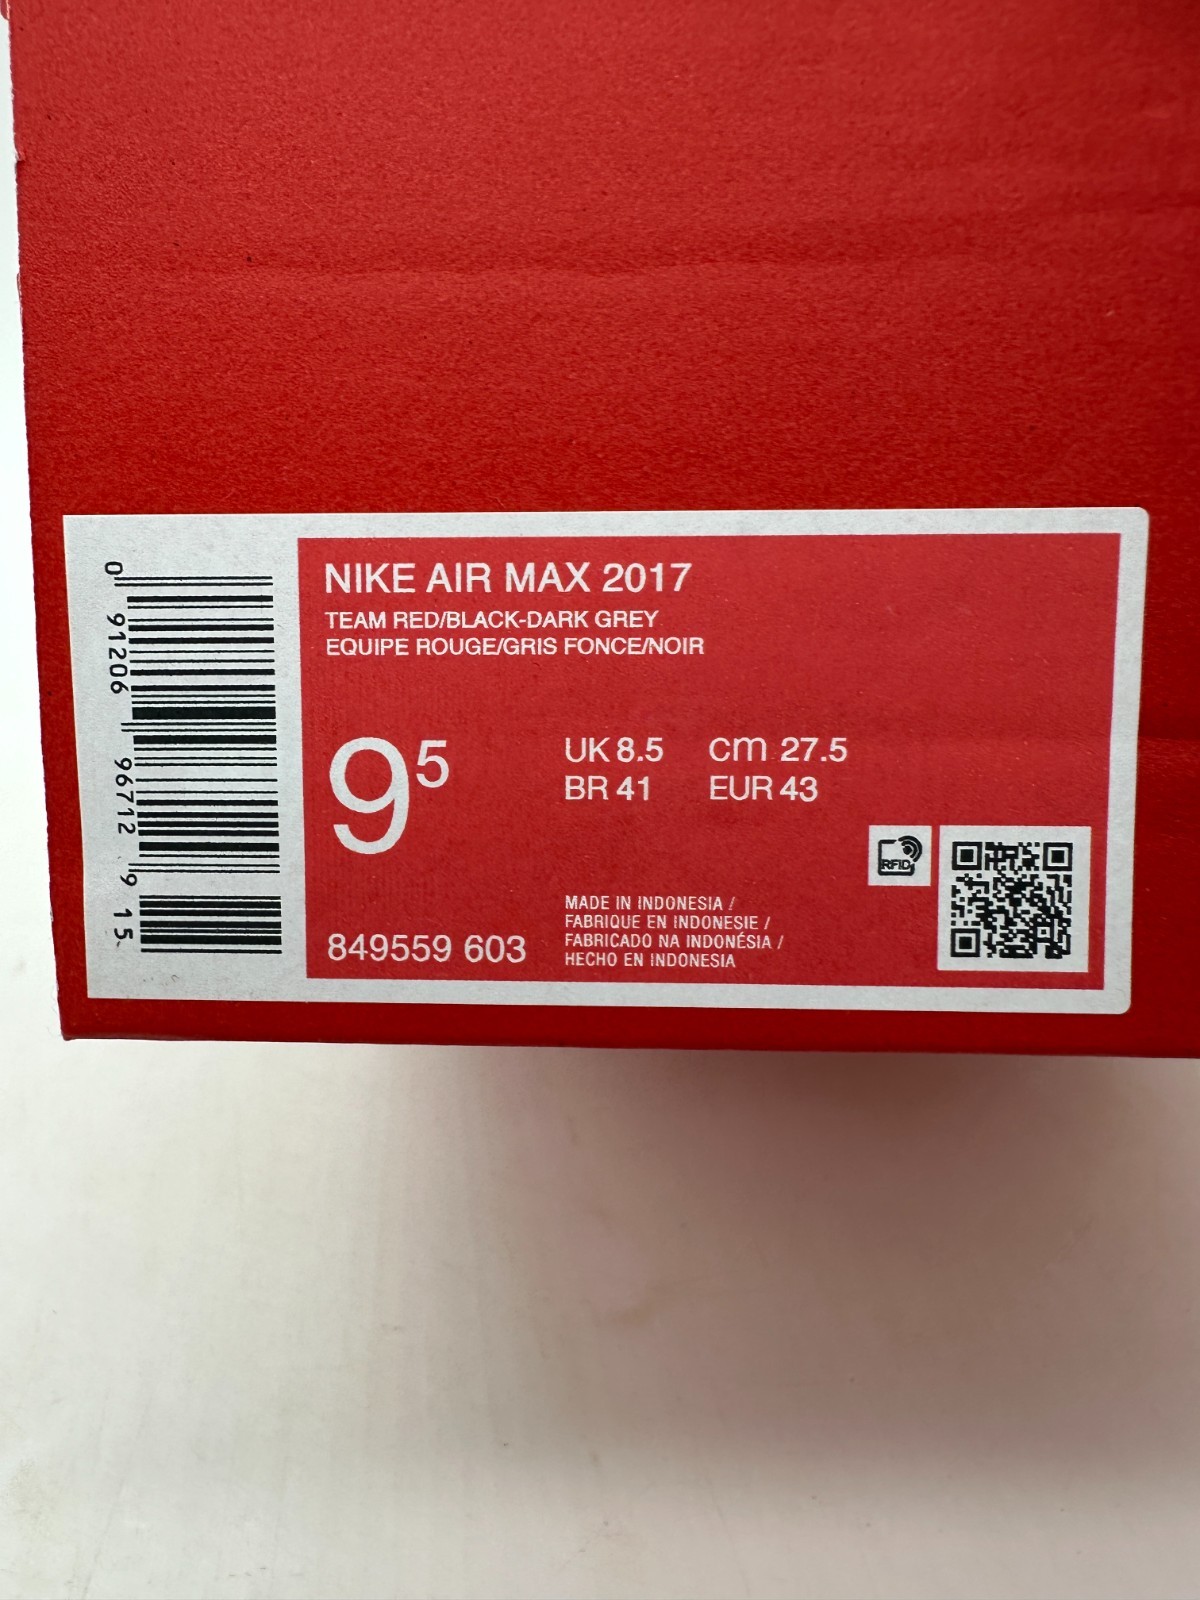 NIKE AIR MAX 2017
TEAM RED/BLACK-DARK GREY
EQUIPE ROUGE/GRIS FONCE/NOIR
9⁵
UK 8.5 cm 27.5
BR 41 EUR 43
RFID
849559 603
MADE IN INDONESIA /
FABRIQUE EN INDONESIE /
FABRICADO NA INDONÉSIA /
HECHO EN INDONESIA
0 91206 96712 9 15